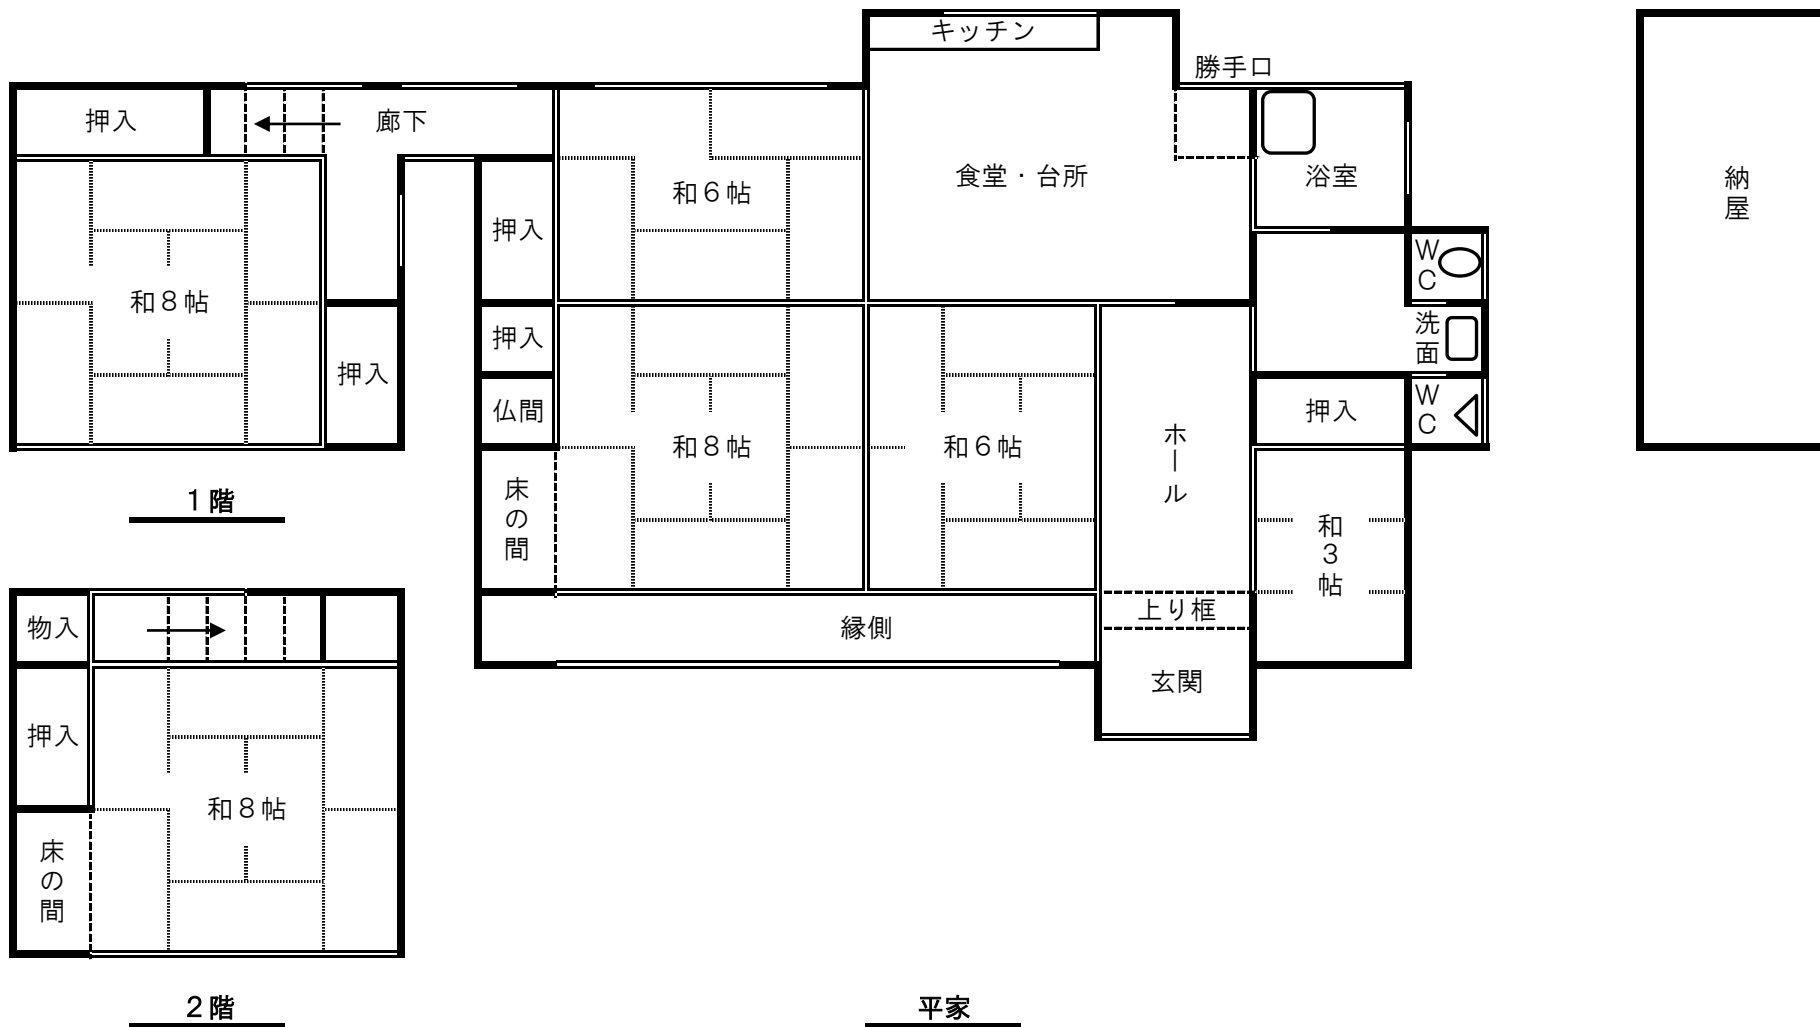 キッチン
勝手口
押入
廊下
和６帖
食堂・台所
浴室
納屋
押入
WC
和８帖
押入
洗面
押入
仏間
和８帖
和６帖
ホール
押入
WC
床の間
和３帖
１階
上り框
縁側
玄関
物入
押入
和８帖
床の間
２階
平家